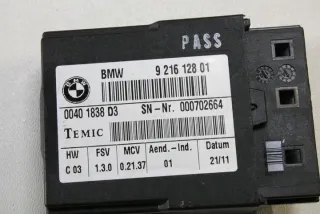 PASS
BMW 9 216 128 01
0040 1838 D3 SN-Nr. 000702664
TEMIC
HW FSV MCV Aend.-Ind. Datum
C 03 1.3.0 0.21.37 01 21/11